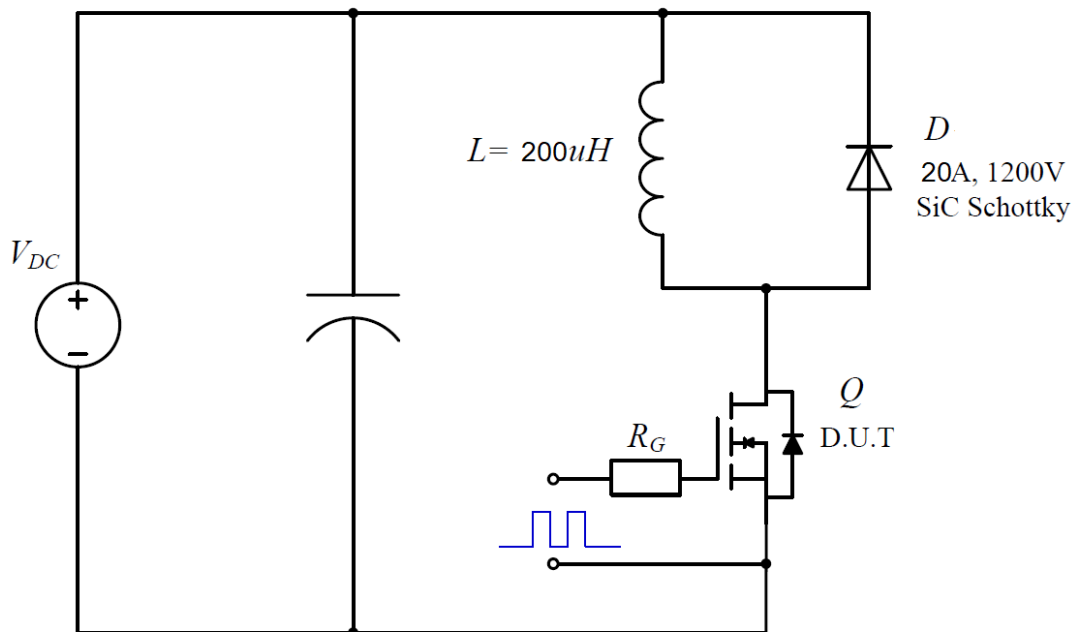 L= 200uH
D
20A, 1200V
SiC Schottky
V_DC
+
−
Q
D.U.T
R_G